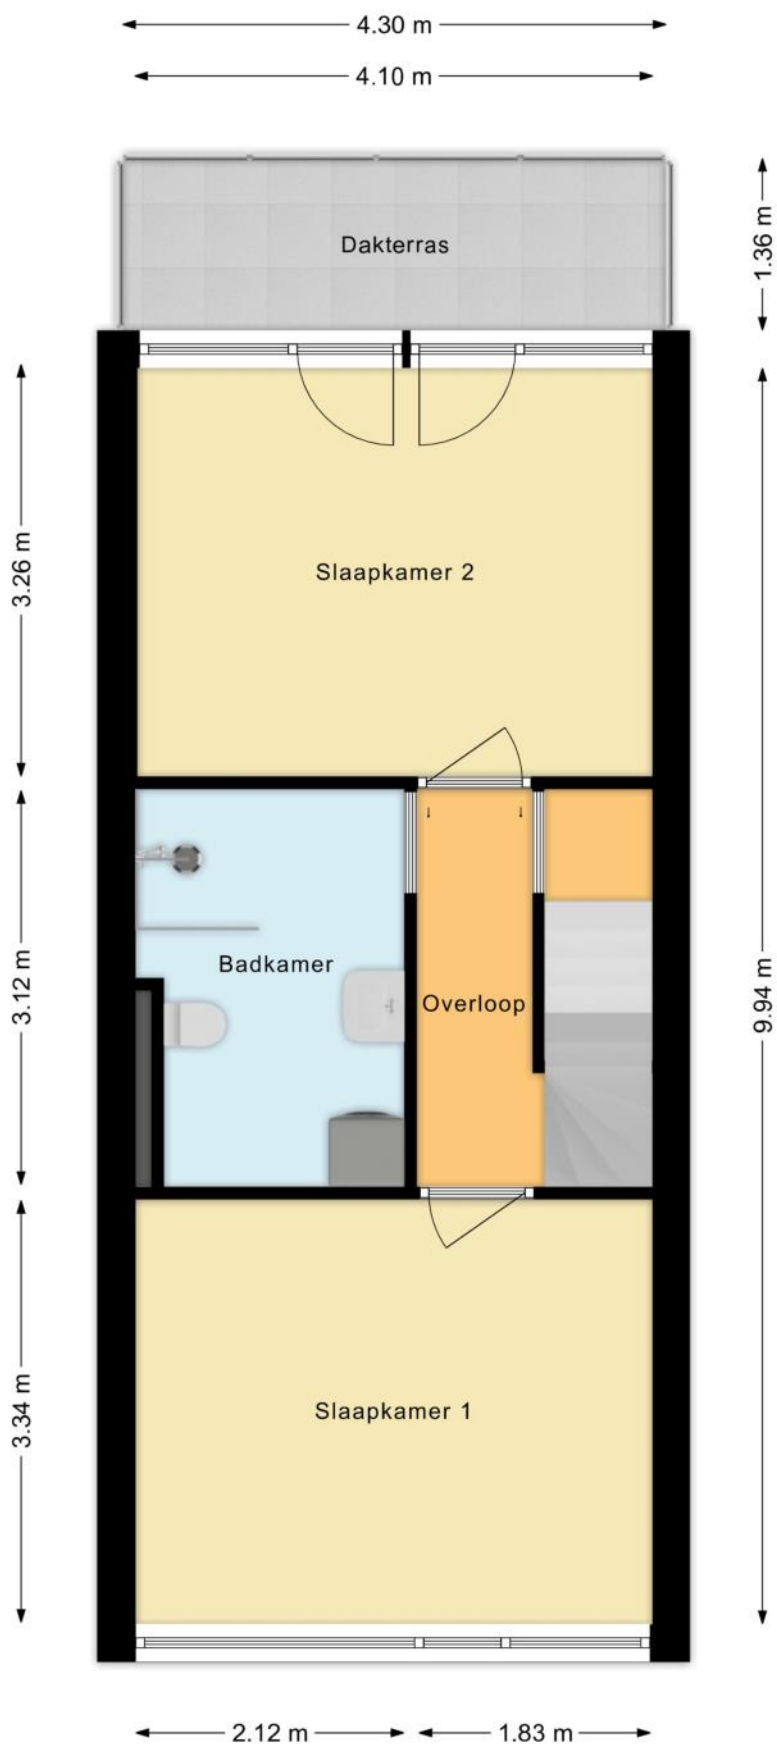 4.30 m
4.10 m
Dakterras
1.36 m
3.26 m
Slaapkamer 2
Badkamer
3.12 m
Overloop
9.94 m
Slaapkamer 1
3.34 m
2.12 m
1.83 m